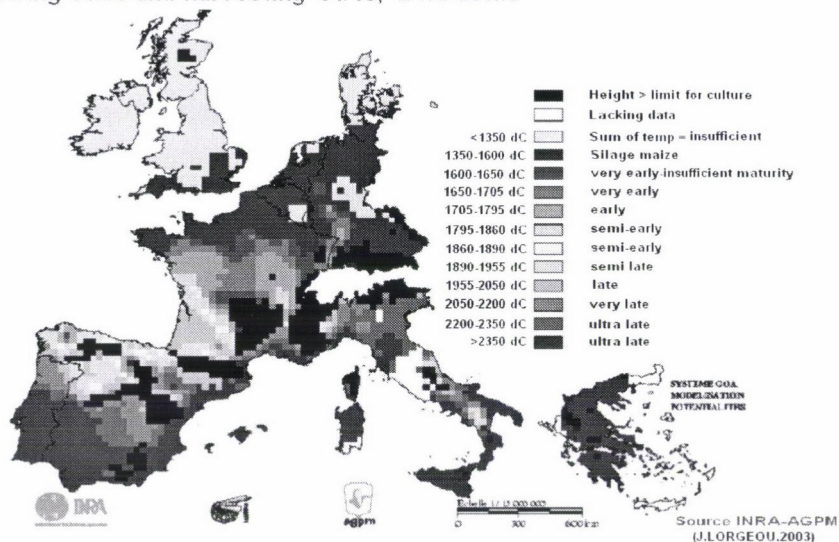 Height > limit for culture
Lacking data
<1350 dC Sum of temp = insufficient
1350-1600 dC Silage maize
1600-1650 dC very early-insufficient maturity
1650-1705 dC very early
1705-1795 dC early
1795-1860 dC semi-early
1860-1890 dC semi-early
1890-1955 dC semi late
1955-2050 dC late
2050-2200 dC very late
2200-2350 dC ultra late
>2350 dC ultra late
SYSTEME GOA
POTENTIALITES
INRA
agpm
0 300 600 km
Source INRA-AGPM
(J.LORGEOU.2003)